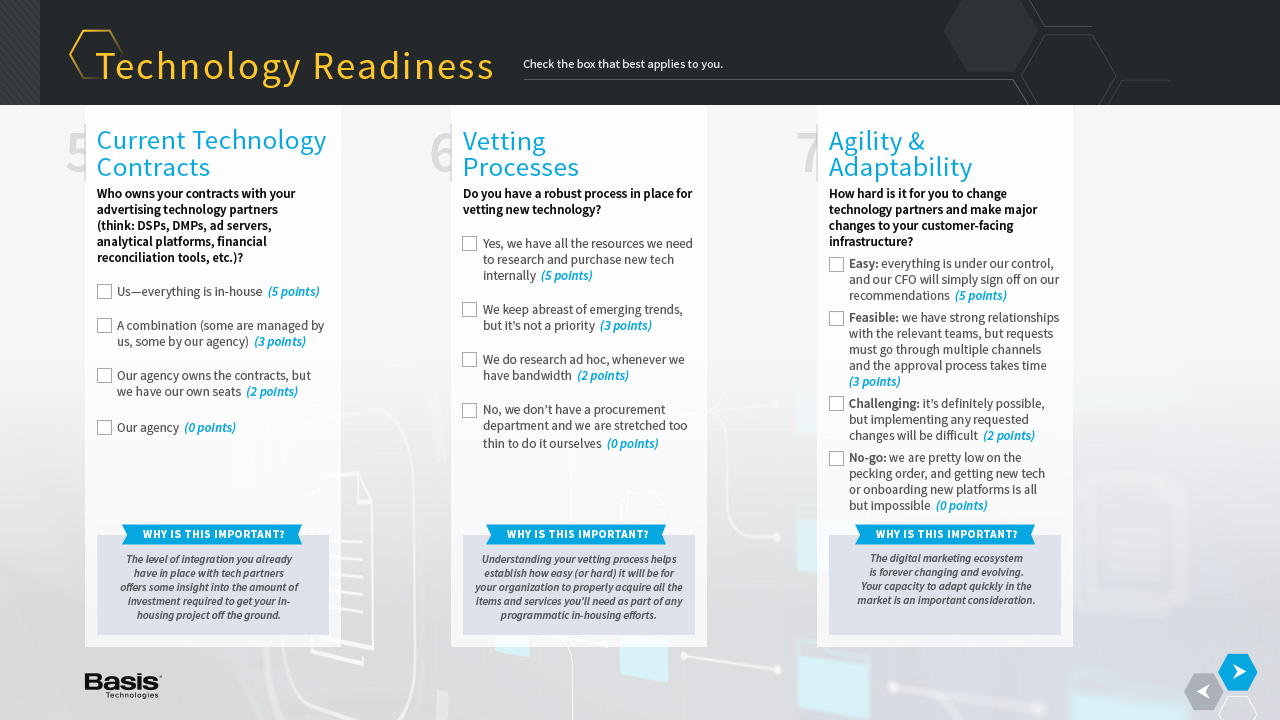 Technology Readiness
Check the box that best applies to you.
5
Current Technology
Contracts
Who owns your contracts with your
advertising technology partners
(think: DSPs, DMPs, ad servers,
analytical platforms, financial
reconciliation tools, etc.)?
Us—everything is in-house (5 points)
A combination (some are managed by
us, some by our agency) (3 points)
Our agency owns the contracts, but
we have our own seats (2 points)
Our agency (0 points)
WHY IS THIS IMPORTANT?
The level of integration you already
have in place with tech partners
offers some insight into the amount of
investment required to get your in-
housing project off the ground.
6
Vetting
Processes
Do you have a robust process in place for
vetting new technology?
Yes, we have all the resources we need
to research and purchase new tech
internally (5 points)
We keep abreast of emerging trends,
but it's not a priority (3 points)
We do research ad hoc, whenever we
have bandwidth (2 points)
No, we don't have a procurement
department and we are stretched too
thin to do it ourselves (0 points)
WHY IS THIS IMPORTANT?
Understanding your vetting process helps
establish how easy (or hard) it will be for
your organization to properly acquire all the
items and services you'll need as part of any
programmatic in-housing efforts.
7
Agility &
Adaptability
How hard is it for you to change
technology partners and make major
changes to your customer-facing
infrastructure?
Easy: everything is under our control,
and our CFO will simply sign off on our
recommendations (5 points)
Feasible: we have strong relationships
with the relevant teams, but requests
must go through multiple channels
and the approval process takes time
(3 points)
Challenging: it's definitely possible,
but implementing any requested
changes will be difficult (2 points)
No-go: we are pretty low on the
pecking order, and getting new tech
or onboarding new platforms is all
but impossible (0 points)
WHY IS THIS IMPORTANT?
The digital marketing ecosystem
is forever changing and evolving.
Your capacity to adapt quickly in the
market is an important consideration.
Basis
Technologies